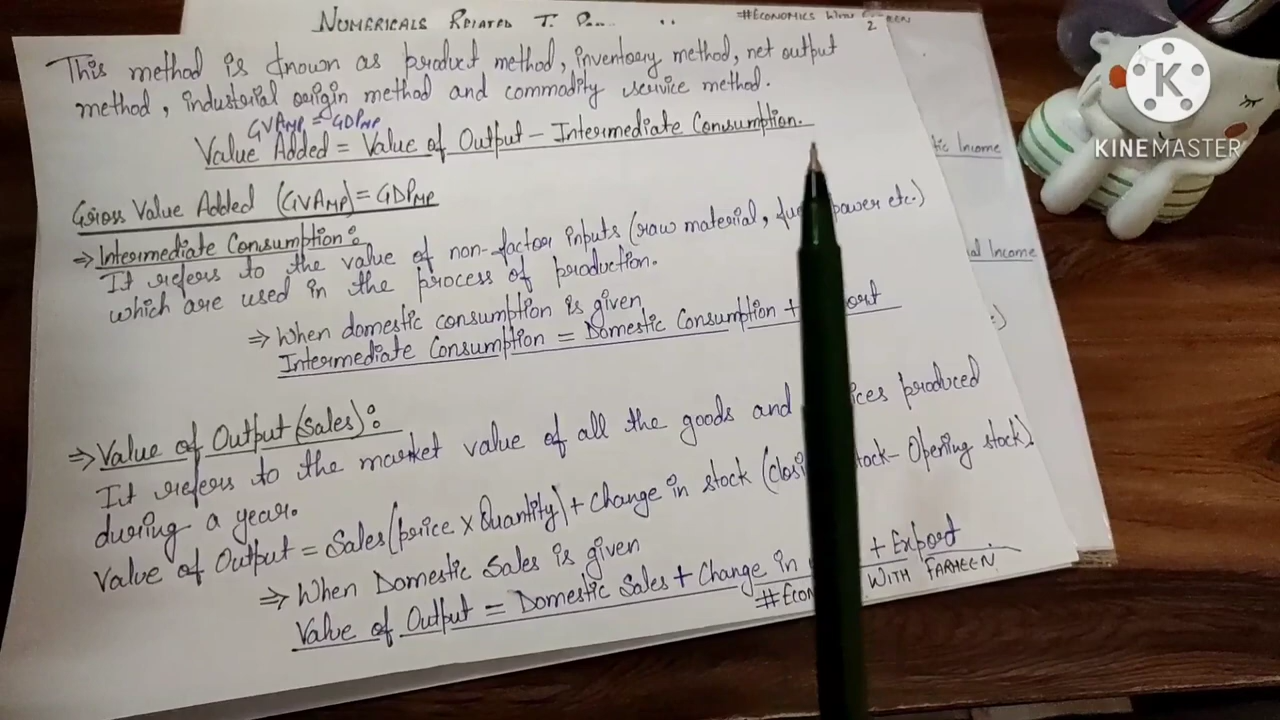 NUMERICALS RELATED T.
#ECONOMICS WITH
2
This method is known as product method, inventory method, net output
method, industrial origin method and commodity service method.
GVAMP = GDPMP
Value Added = Value of Output - Intermediate Consumption.
Gross Value Added (GVAMP) = GDPMP
⇒ Intermediate Consumption:
It refers to the value of non-factor inputs (raw material, power etc.)
which are used in the process of production.
⇒ When domestic consumption is given
Intermediate Consumption = Domestic Consumption +
⇒ Value of Output (Sales):
It refers to the market value of all the goods and produced
during a year.
Value of Output = Sales (price × Quantity) + Change in stock ( - Opening stock).
⇒ When Domestic Sales is given
Value of Output = Domestic Sales + Change in + Export
WITH FARHEEN
Income
Income
KINEMASTER